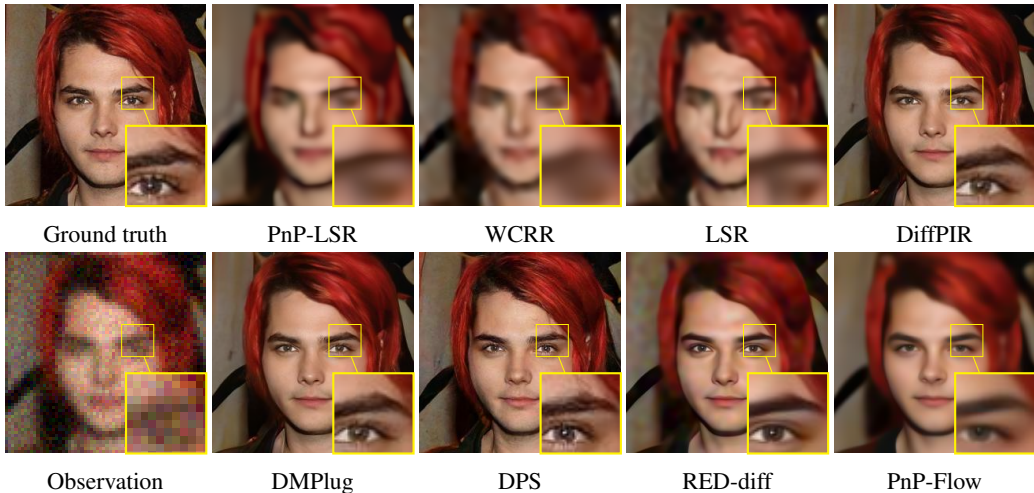 Ground truth PnP-LSR WCRR LSR DiffPIR
Observation DMPlug DPS RED-diff PnP-Flow